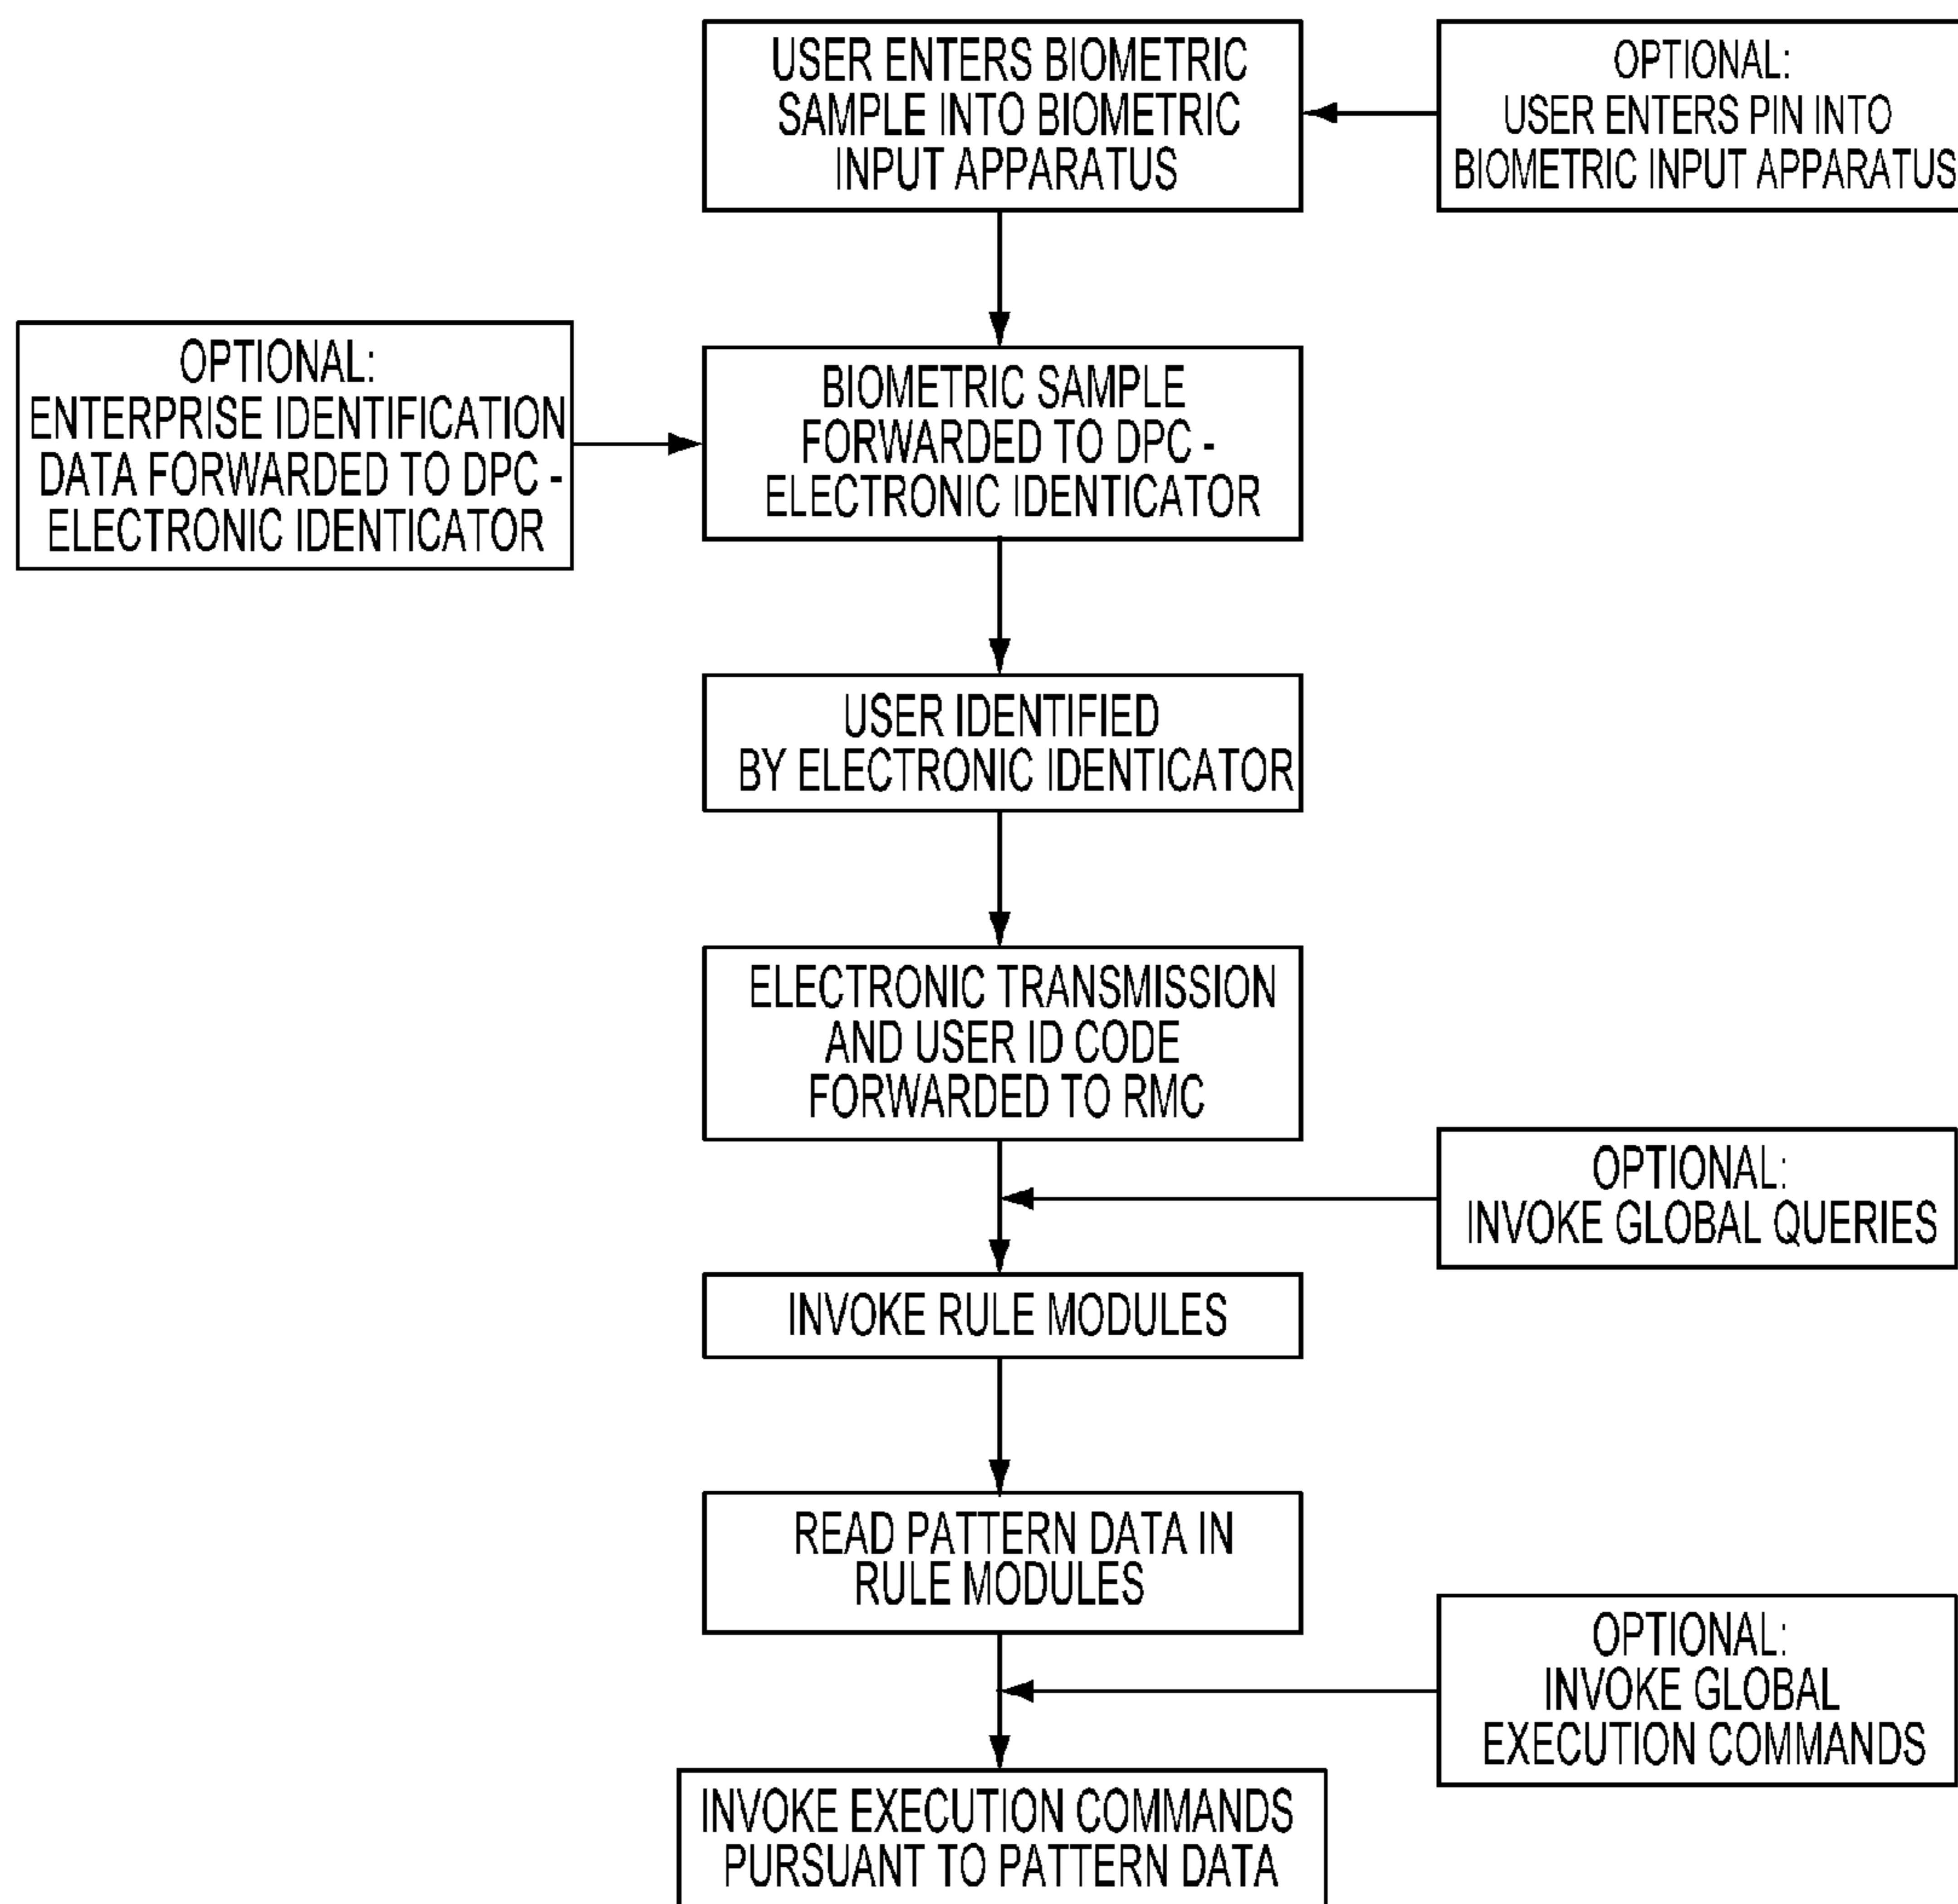 USER ENTERS BIOMETRIC
SAMPLE INTO BIOMETRIC
INPUT APPARATUS
OPTIONAL:
USER ENTERS PIN INTO
BIOMETRIC INPUT APPARATUS
OPTIONAL:
ENTERPRISE IDENTIFICATION
DATA FORWARDED TO DPC -
ELECTRONIC IDENTICATOR
BIOMETRIC SAMPLE
FORWARDED TO DPC -
ELECTRONIC IDENTICATOR
USER IDENTIFIED
BY ELECTRONIC IDENTICATOR
ELECTRONIC TRANSMISSION
AND USER ID CODE
FORWARDED TO RMC
OPTIONAL:
INVOKE GLOBAL QUERIES
INVOKE RULE MODULES
READ PATTERN DATA IN
RULE MODULES
OPTIONAL:
INVOKE GLOBAL
EXECUTION COMMANDS
INVOKE EXECUTION COMMANDS
PURSUANT TO PATTERN DATA